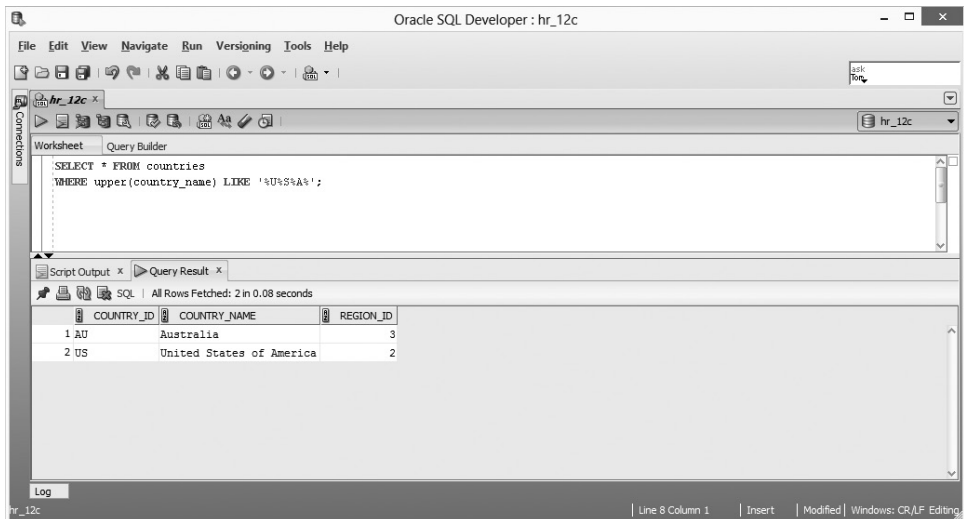 Oracle SQL Developer : hr_12c
File Edit View Navigate Run Versioning Tools Help
ask
Tom
hr_12c
Connections
hr_12c
Worksheet Query Builder
SELECT * FROM countries
WHERE upper(country_name) LIKE '%U%S%A%';
Script Output x Query Result x
SQL | All Rows Fetched: 2 in 0.08 seconds
COUNTRY_ID COUNTRY_NAME REGION_ID
1 AU Australia 3
2 US United States of America 2
Log
hr_12c Line 8 Column 1 | Insert | Modified | Windows: CR/LF Editing